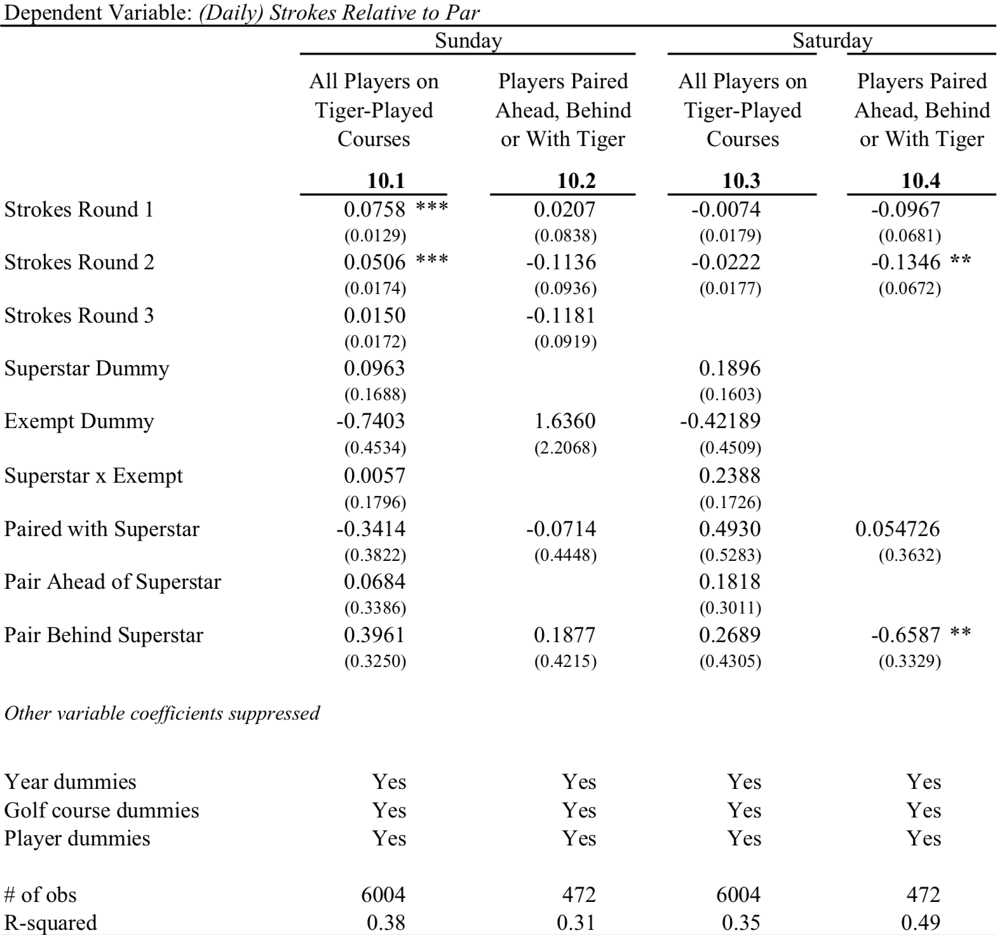 Dependent Variable: (Daily) Strokes Relative to Par
Sunday Saturday
All Players on Players Paired All Players on Players Paired
Tiger-Played Ahead, Behind Tiger-Played Ahead, Behind
Courses or With Tiger Courses or With Tiger
10.1 10.2 10.3 10.4
Strokes Round 1 0.0758 *** 0.0207 -0.0074 -0.0967
(0.0129) (0.0838) (0.0179) (0.0681)
Strokes Round 2 0.0506 *** -0.1136 -0.0222 -0.1346 **
(0.0174) (0.0936) (0.0177) (0.0672)
Strokes Round 3 0.0150 -0.1181
(0.0172) (0.0919)
Superstar Dummy 0.0963 0.1896
(0.1688) (0.1603)
Exempt Dummy -0.7403 1.6360 -0.42189
(0.4534) (2.2068) (0.4509)
Superstar x Exempt 0.0057 0.2388
(0.1796) (0.1726)
Paired with Superstar -0.3414 -0.0714 0.4930 0.054726
(0.3822) (0.4448) (0.5283) (0.3632)
Pair Ahead of Superstar 0.0684 0.1818
(0.3386) (0.3011)
Pair Behind Superstar 0.3961 0.1877 0.2689 -0.6587 **
(0.3250) (0.4215) (0.4305) (0.3329)
Other variable coefficients suppressed
Year dummies Yes Yes Yes Yes
Golf course dummies Yes Yes Yes Yes
Player dummies Yes Yes Yes Yes
# of obs 6004 472 6004 472
R-squared 0.38 0.31 0.35 0.49